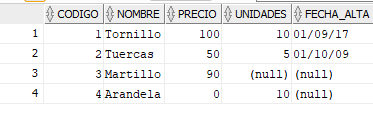 CODIGO NOMBRE PRECIO UNIDADES FECHA_ALTA
1 1 Tornillo 100 10 01/09/17
2 2 Tuercas 50 5 01/10/09
3 3 Martillo 90 (null) (null)
4 4 Arandela 0 10 (null)